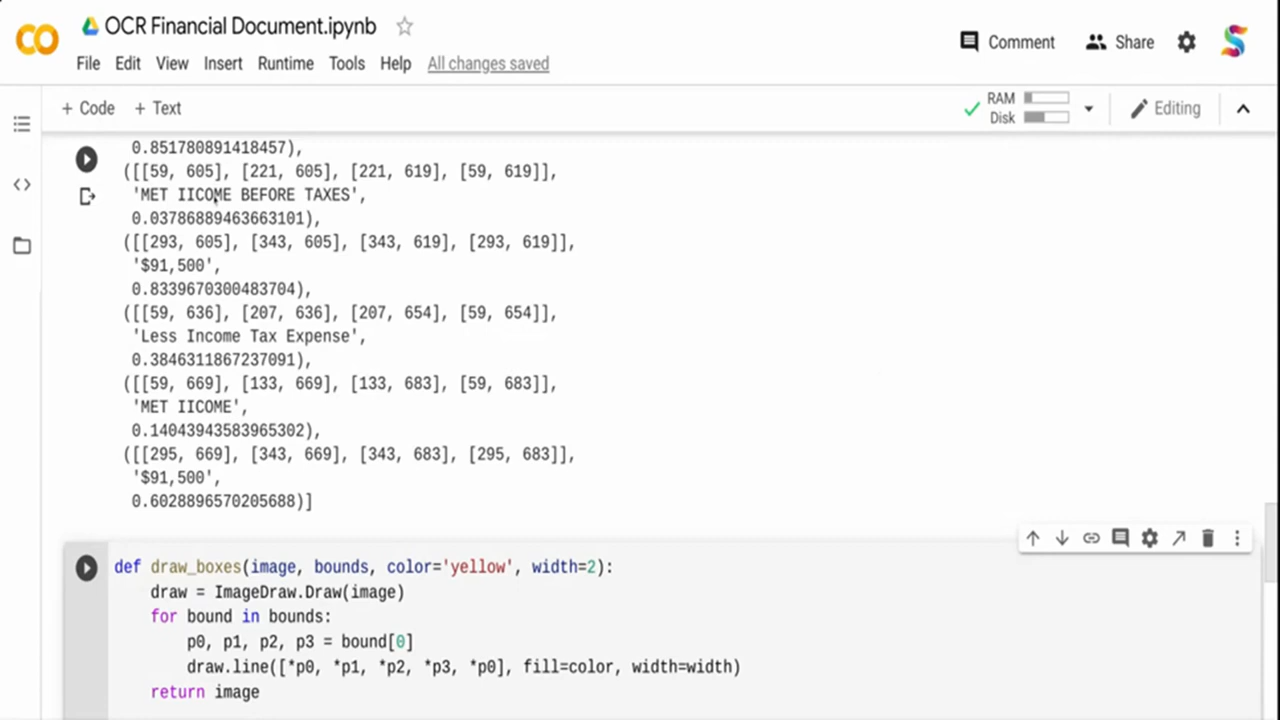 OCR Financial Document.ipynb
File Edit View Insert Runtime Tools Help All changes saved
Comment Share
+ Code + Text
RAM
Disk
Editing
0.851780891418457),
([[59, 605], [221, 605], [221, 619], [59, 619]],
'MET IICOME BEFORE TAXES',
0.03786889463663101),
([[293, 605], [343, 605], [343, 619], [293, 619]],
'$91,500',
0.8339670300483704),
([[59, 636], [207, 636], [207, 654], [59, 654]],
'Less Income Tax Expense',
0.3846311867237091),
([[59, 669], [133, 669], [133, 683], [59, 683]],
'MET IICOME',
0.14043943583965302),
([[295, 669], [343, 669], [343, 683], [295, 683]],
'$91,500',
0.6028896570205688)]
def draw_boxes(image, bounds, color='yellow', width=2):
draw = ImageDraw.Draw(image)
for bound in bounds:
p0, p1, p2, p3 = bound[0]
draw.line([*p0, *p1, *p2, *p3, *p0], fill=color, width=width)
return image